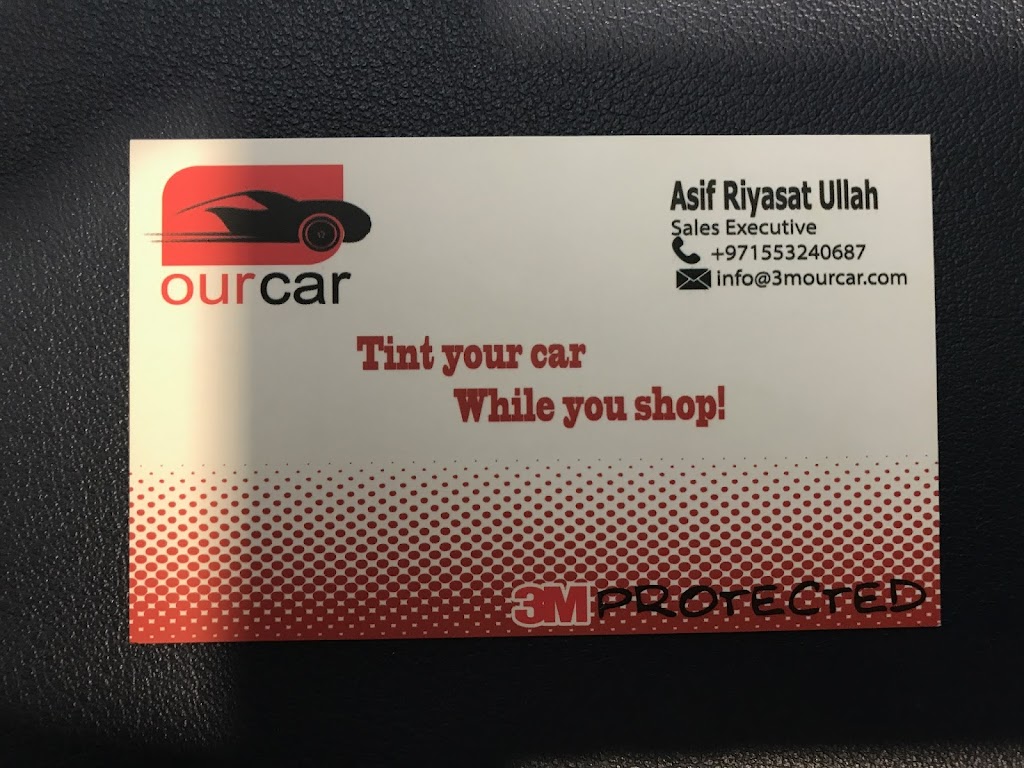 ourcar
Asif Riyasat Ullah
Sales Executive
+971553240687
info@3mourcar.com
Tint your car
While you shop!
3M PROTECTED